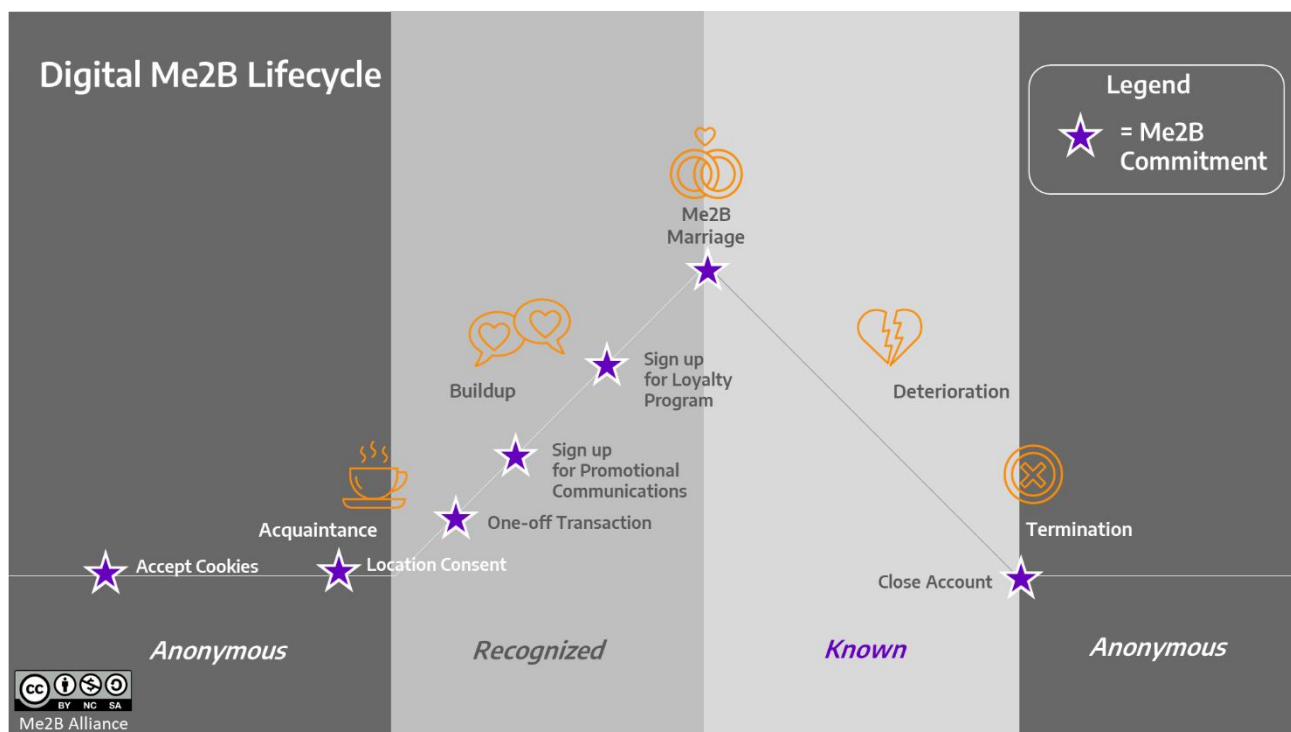 Digital Me2B Lifecycle
Legend
= Me2B
Commitment
Me2B
Marriage
Buildup
Sign up
for Loyalty
Program
Deterioration
Sign up
for Promotional
Communications
Acquaintance
One-off Transaction
Termination
Accept Cookies
Location Consent
Close Account
Anonymous
Recognized
Known
Anonymous
cc
BY NC SA
Me2B Alliance